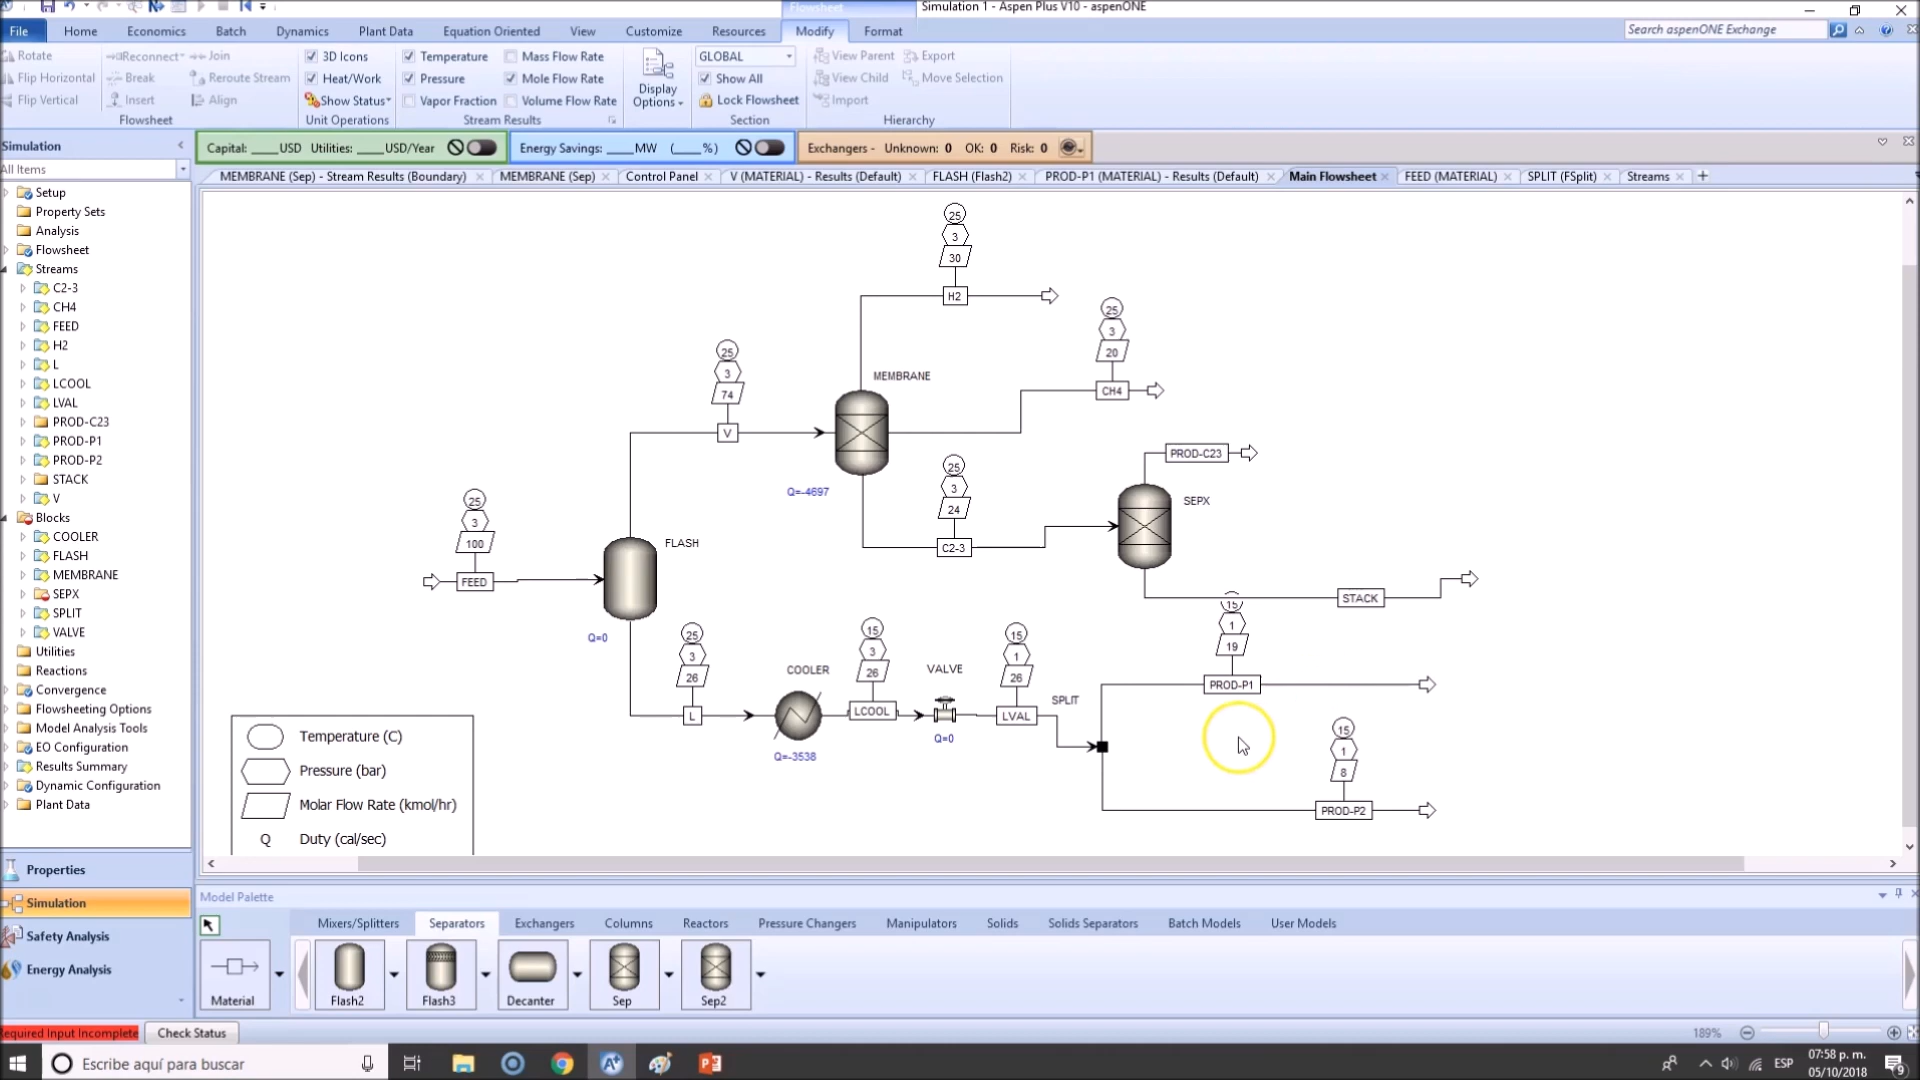 Flowsheet
Simulation 1 - Aspen Plus V10 - aspenONE
File Home Economics Batch Dynamics Plant Data Equation Oriented View Customize Resources Modify Format
Search aspenONE Exchange
Rotate Reconnect Join 3D Icons Temperature Mass Flow Rate GLOBAL View Parent Export
Flip Horizontal Break Reroute Stream Heat/Work Pressure Mole Flow Rate Show All View Child Move Selection
Flip Vertical Insert Align Show Status Vapor Fraction Volume Flow Rate Display Options Lock Flowsheet Import
Flowsheet Unit Operations Stream Results Section Hierarchy
Simulation
Capital: ____USD Utilities: ____USD/Year
Energy Savings: ____MW (____%)
Exchangers - Unknown: 0 OK: 0 Risk: 0
All Items
MEMBRANE (Sep) - Stream Results (Boundary) MEMBRANE (Sep) Control Panel V (MATERIAL) - Results (Default) FLASH (Flash2) PROD-P1 (MATERIAL) - Results (Default) Main Flowsheet FEED (MATERIAL) SPLIT (FSplit) Streams +
Setup
Property Sets
Analysis
Flowsheet
Streams
C2-3
CH4
FEED
H2
L
LCOOL
LVAL
PROD-C23
PROD-P1
PROD-P2
STACK
V
Blocks
COOLER
FLASH
MEMBRANE
SEPX
SPLIT
VALVE
Utilities
Reactions
Convergence
Flowsheeting Options
Model Analysis Tools
EO Configuration
Results Summary
Dynamic Configuration
Plant Data
Properties
Simulation
Safety Analysis
Energy Analysis
25
3
30
H2
25
3
20
CH4
25
3
74
V
MEMBRANE
Q=-4697
25
3
24
C2-3
PROD-C23
SEPX
STACK
25
3
100
FEED
FLASH
Q=0
25
3
26
L
COOLER
Q=-3538
15
3
26
LCOOL
VALVE
Q=0
15
1
26
LVAL
SPLIT
15
1
19
PROD-P1
15
1
8
PROD-P2
Temperature (C)
Pressure (bar)
Molar Flow Rate (kmol/hr)
Q Duty (cal/sec)
Model Palette
Mixers/Splitters Separators Exchangers Columns Reactors Pressure Changers Manipulators Solids Solids Separators Batch Models User Models
Material Flash2 Flash3 Decanter Sep Sep2
Required Input Incomplete Check Status 189%
Escribe aquí para buscar
ESP
07:58 p. m.
05/10/2018
9